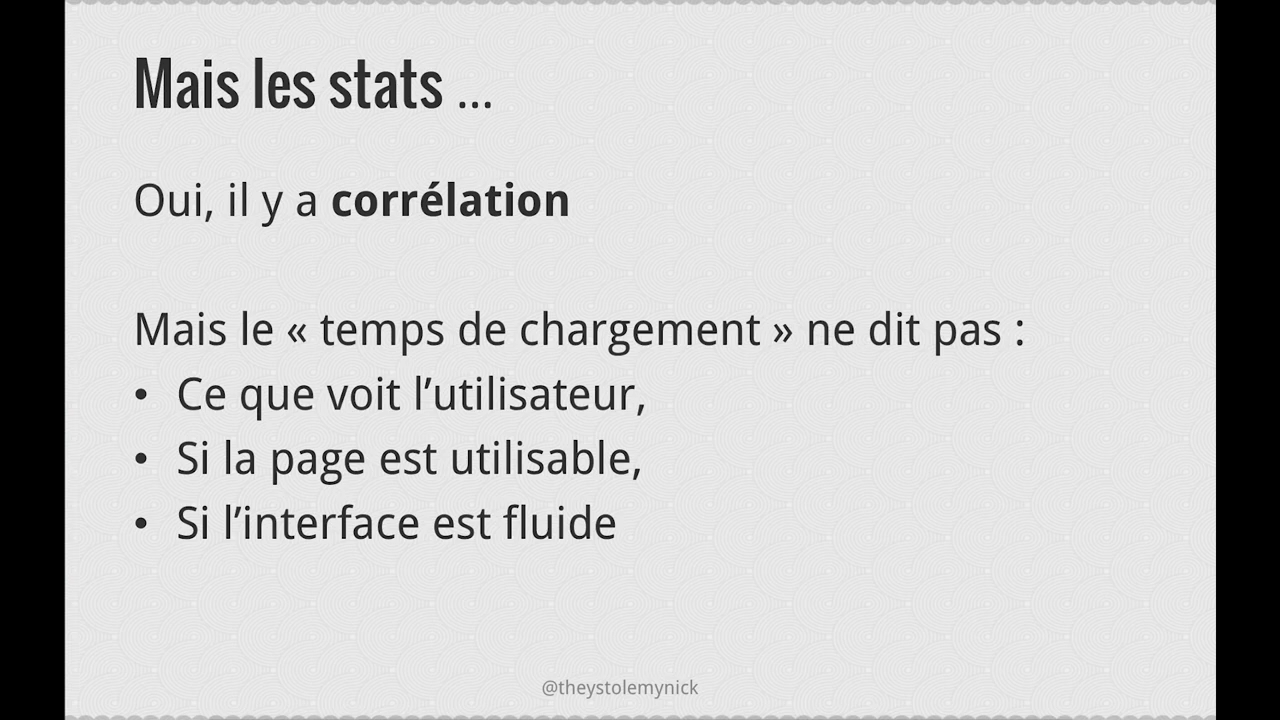 Mais les stats ...
Oui, il y a corrélation
Mais le « temps de chargement » ne dit pas :
• Ce que voit l’utilisateur,
• Si la page est utilisable,
• Si l’interface est fluide
@theystolemynick